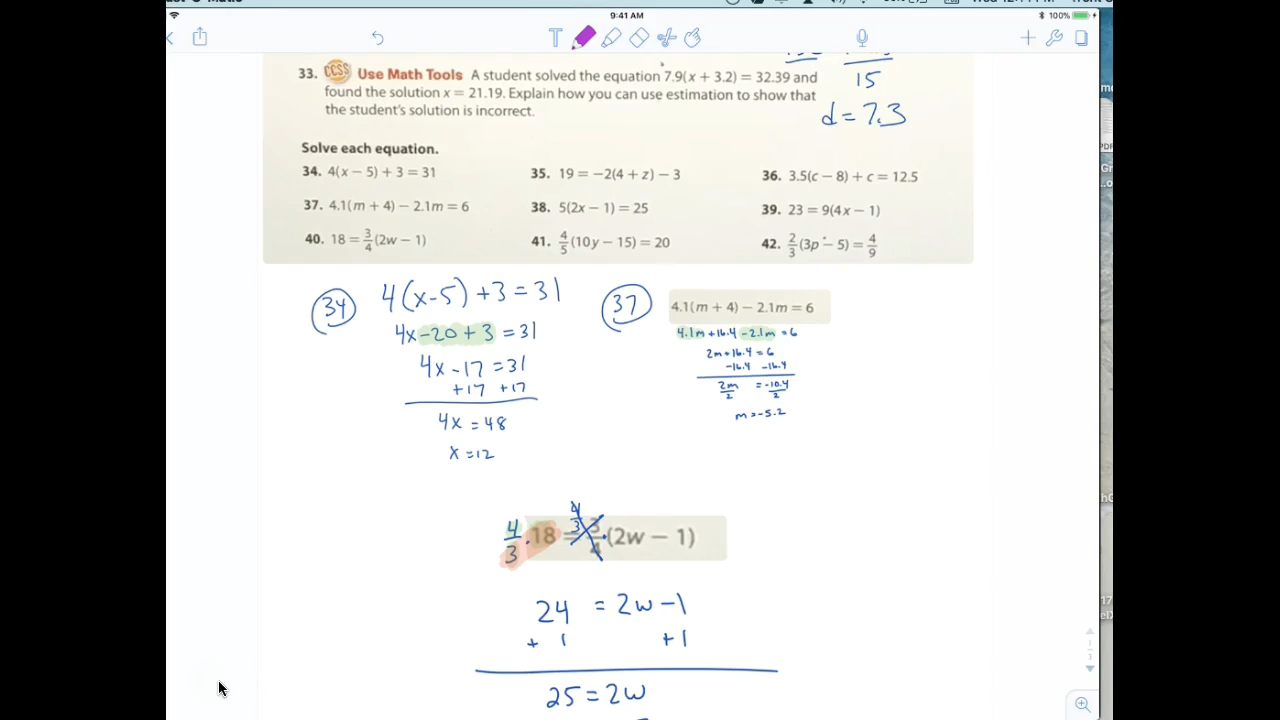 9:41 AM
100%
T
15
d = 7.3
33. CCSS Use Math Tools A student solved the equation 7.9(x + 3.2) = 32.39 and
found the solution x = 21.19. Explain how you can use estimation to show that
the student's solution is incorrect.
Solve each equation.
34. 4(x − 5) + 3 = 31
35. 19 = −2(4 + z) − 3
36. 3.5(c − 8) + c = 12.5
37. 4.1(m + 4) − 2.1m = 6
38. 5(2x − 1) = 25
39. 23 = 9(4x − 1)
40. 18 = 3/4(2w − 1)
41. 4/5(10y − 15) = 20
42. 2/3(3p − 5) = 4/9
34
4(x-5) +3 = 31
4x -20 + 3 = 31
4x -17 = 31
+17 +17
4x = 48
x = 12
37
4.1(m + 4) − 2.1m = 6
4.1m + 16.4 -2.1m = 6
2m + 16.4 = 6
-16.4 -16.4
2m/2 = -10.4/2
m = -5.2
4/3 · 18 = 4/3 · 3/4 (2w − 1)
24 = 2w -1
+ 1 +1
25 = 2w